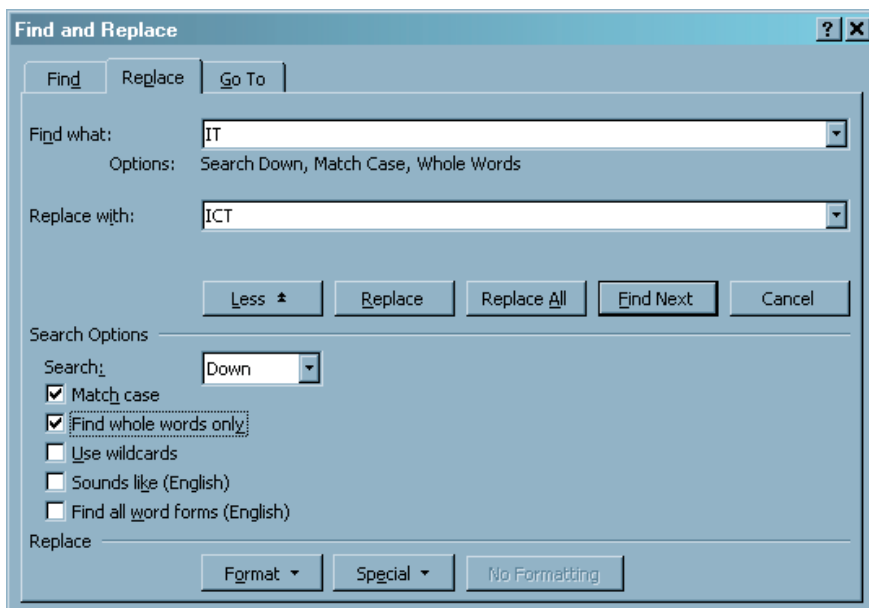 Find and Replace
Find Replace Go To
Find what: IT
Options: Search Down, Match Case, Whole Words
Replace with: ICT
Less Replace Replace All Find Next Cancel
Search Options
Search: Down
Match case
Find whole words only
Use wildcards
Sounds like (English)
Find all word forms (English)
Replace
Format Special No Formatting